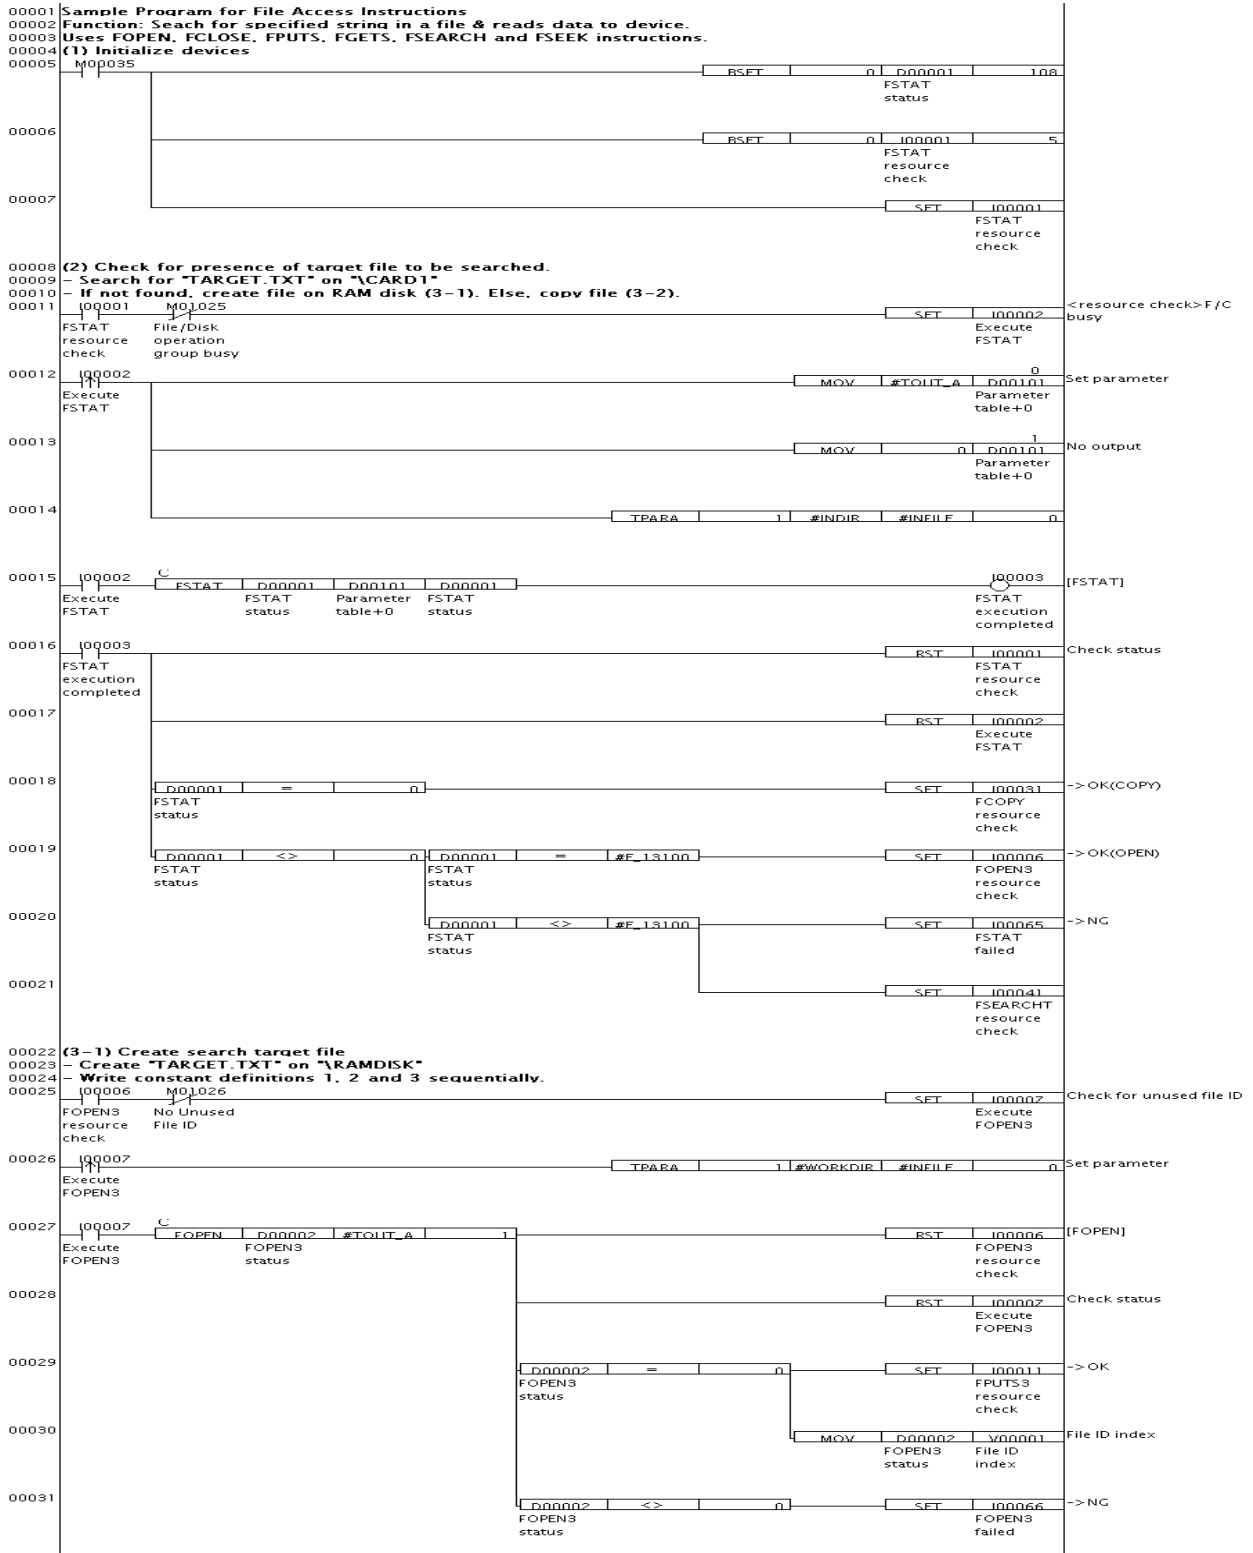 00001 Sample Program for File Access Instructions
00002 Function: Seach for specified string in a file & reads data to device.
00003 Uses FOPEN, FCLOSE, FPUTS, FGETS, FSEARCH and FSEEK instructions.
00004 (1) Initialize devices
00005 M00035 BSET 0 D00001 108
FSTAT
status
00006 BSET 0 I00001 5
FSTAT
resource
check
00007 SET I00001
FSTAT
resource
check
00008 (2) Check for presence of target file to be searched.
00009 - Search for "TARGET.TXT" on "\CARD1"
00010 - If not found, create file on RAM disk (3-1). Else, copy file (3-2).
00011 I00001 M01025 SET I00002 <resource check>F/C
busy
FSTAT File/Disk Execute
resource operation FSTAT
check group busy
0
00012 I00002 MOV #TOUT_A D00101 Set parameter
Execute Parameter
FSTAT table+0
1
00013 MOV 0 D00101 No output
Parameter
table+0
00014 TPARA 1 #INDIR #INFILE 0
C
00015 I00002 FSTAT D00001 D00101 D00001 I00003 [FSTAT]
Execute FSTAT Parameter FSTAT FSTAT
FSTAT status table+0 status execution
completed
00016 I00003 RST I00001 Check status
FSTAT FSTAT
execution resource
completed check
00017 RST I00002
Execute
FSTAT
00018 D00001 = 0 SET I00031 ->OK(COPY)
FSTAT FCOPY
status resource
check
00019 D00001 <> 0 D00001 = #E_13100 SET I00006 ->OK(OPEN)
FSTAT FSTAT FOPEN3
status status resource
check
00020 D00001 <> #E_13100 SET I00065 ->NG
FSTAT FSTAT
status failed
00021 SET I00041
FSEARCHT
resource
check
00022 (3-1) Create search target file
00023 - Create "TARGET.TXT" on "\RAMDISK"
00024 - Write constant definitions 1, 2 and 3 sequentially.
00025 I00006 M01026 SET I00007 Check for unused file ID
FOPEN3 No Unused Execute
resource File ID FOPEN3
check
00026 I00007 TPARA 1 #WORKDIR #INFILE 0 Set parameter
Execute
FOPEN3
C
00027 I00007 FOPEN D00002 #TOUT_A 1 RST I00006 [FOPEN]
Execute FOPEN3 FOPEN3
FOPEN3 status resource
check
00028 RST I00007 Check status
Execute
FOPEN3
00029 D00002 = 0 SET I00011 ->OK
FOPEN3 FPUTS3
status resource
check
00030 MOV D00002 V00001 File ID index
FOPEN3 File ID
status index
00031 D00002 <> 0 SET I00066 ->NG
FOPEN3 FOPEN3
status failed